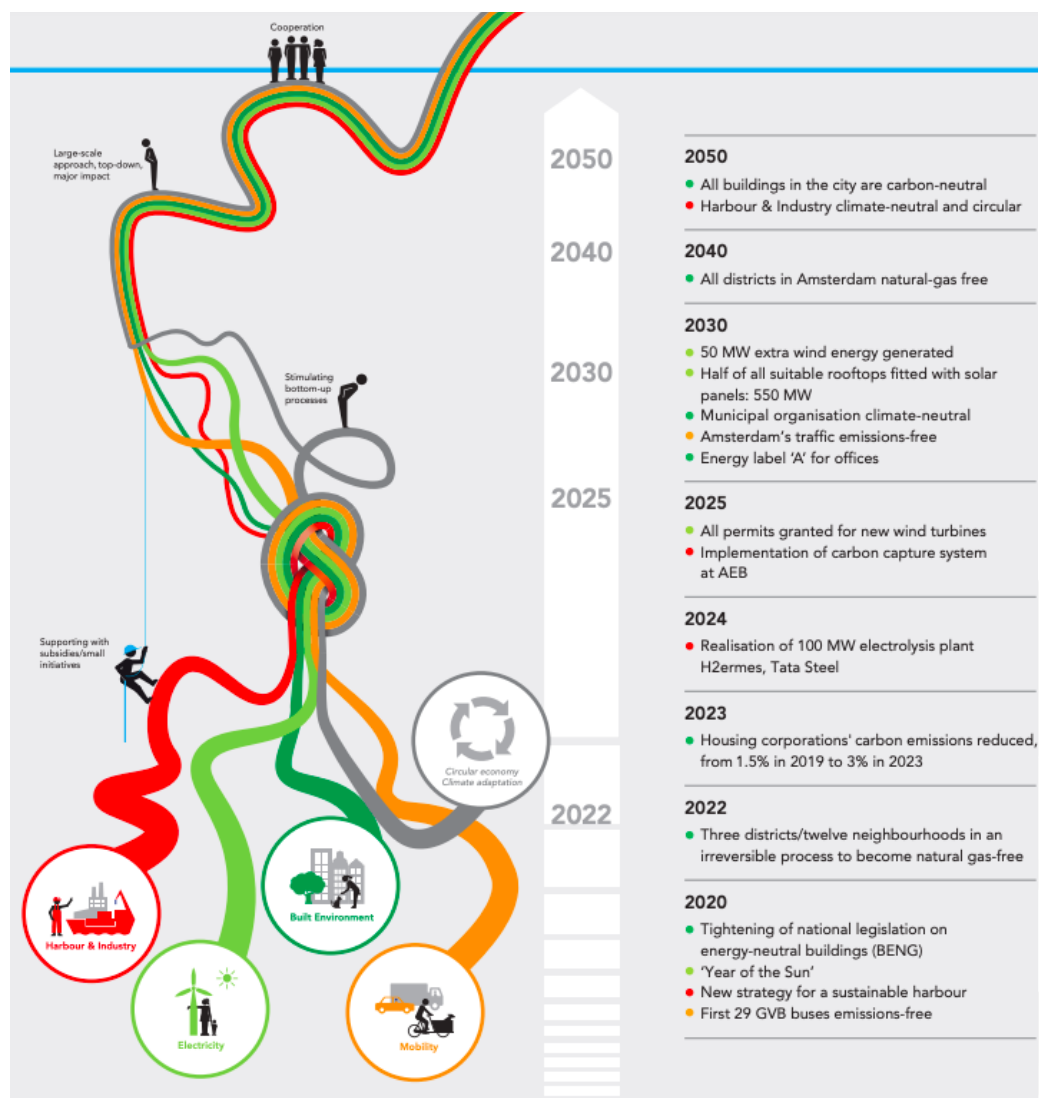 Cooperation
Large-scale
approach, top-down,
major impact
Stimulating
bottom-up
processes
Supporting with
subsidies/small
initiatives
Circular economy
Climate adaptation
Harbour & Industry
Built Environment
Electricity
Mobility
2050
2040
2030
2025
2022
2050
All buildings in the city are carbon-neutral
Harbour & Industry climate-neutral and circular
2040
All districts in Amsterdam natural-gas free
2030
50 MW extra wind energy generated
Half of all suitable rooftops fitted with solar
panels: 550 MW
Municipal organisation climate-neutral
Amsterdam's traffic emissions-free
Energy label ‘A’ for offices
2025
All permits granted for new wind turbines
Implementation of carbon capture system
at AEB
2024
Realisation of 100 MW electrolysis plant
H2ermes, Tata Steel
2023
Housing corporations' carbon emissions reduced,
from 1.5% in 2019 to 3% in 2023
2022
Three districts/twelve neighbourhoods in an
irreversible process to become natural gas-free
2020
Tightening of national legislation on
energy-neutral buildings (BENG)
‘Year of the Sun’
New strategy for a sustainable harbour
First 29 GVB buses emissions-free